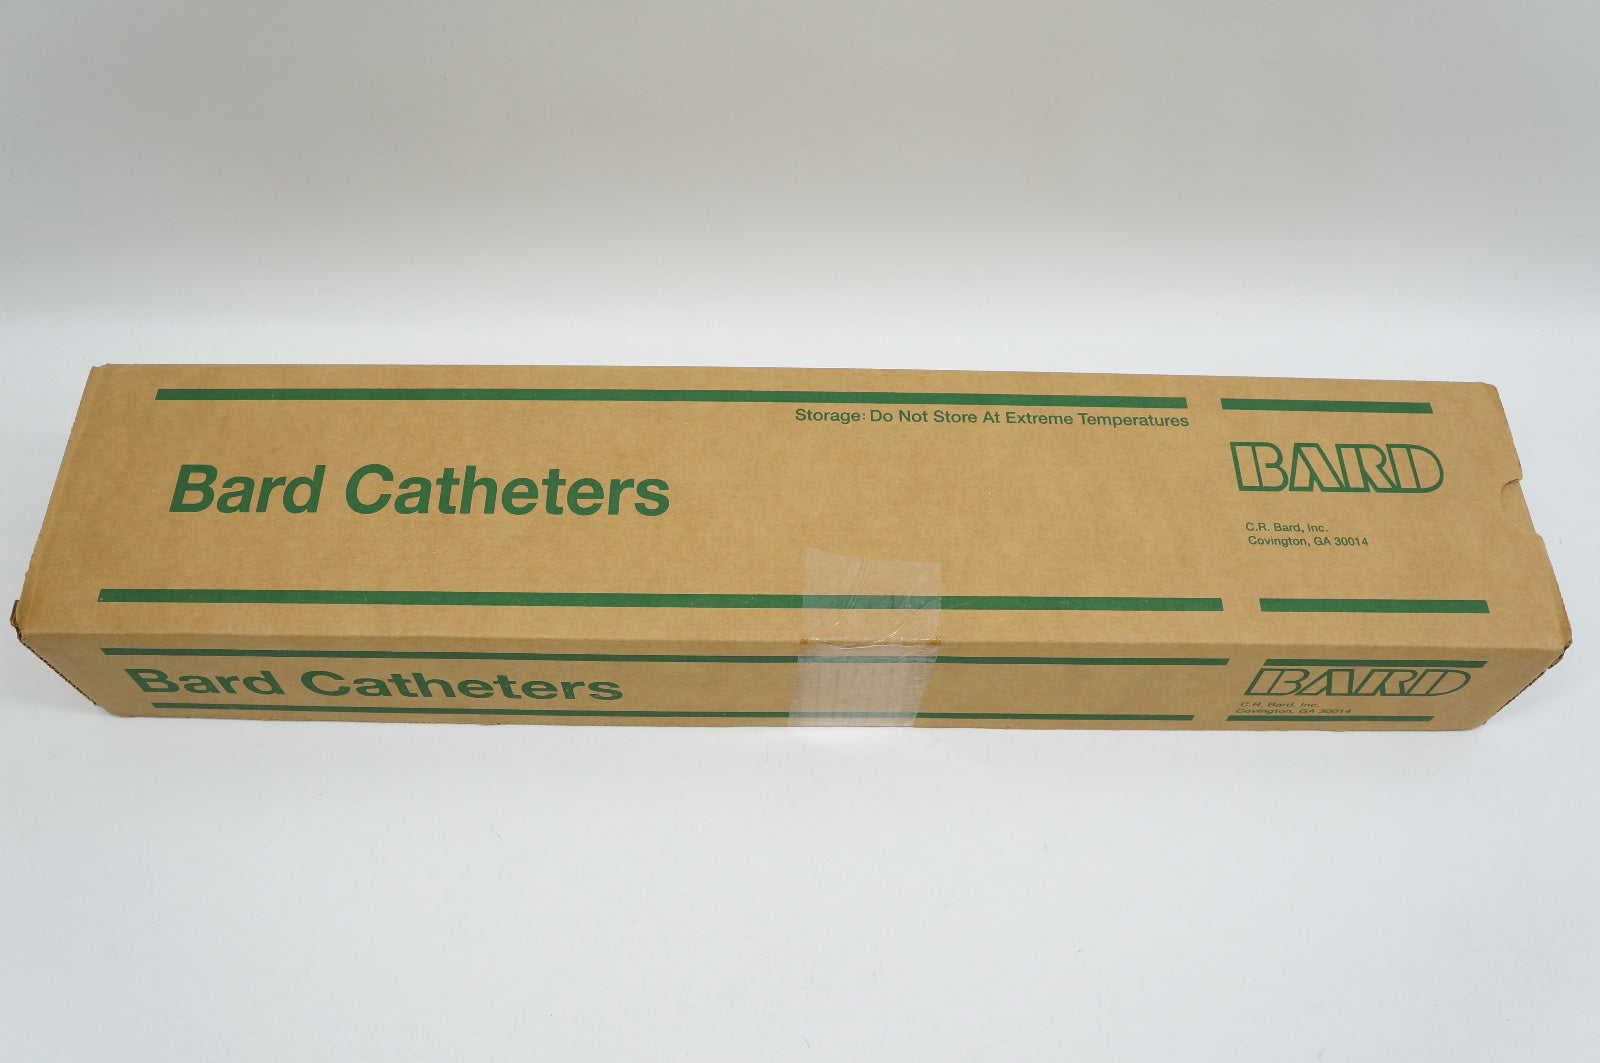 Storage: Do Not Store At Extreme Temperatures
Bard Catheters
BARD
C.R. Bard, Inc.
Covington, GA 30014
Bard Catheters
BARD
C.R. Bard, Inc.
Covington, GA 30014